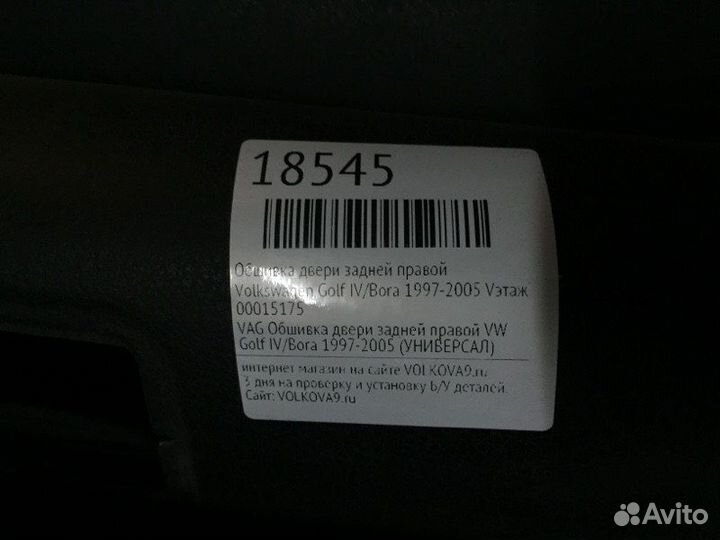 18545
Обшивка двери задней правой
Volkswagen Golf IV/Bora 1997-2005 Vэтаж
00015175
VAG Обшивка двери задней правой VW
Golf IV/Bora 1997-2005 (УНИВЕРСАЛ)
интернет магазин на сайте VOLKOVA9.ru
3 дня на проверку и установку b/У деталей.
Сайт: VOLKOVA9.ru
Avito